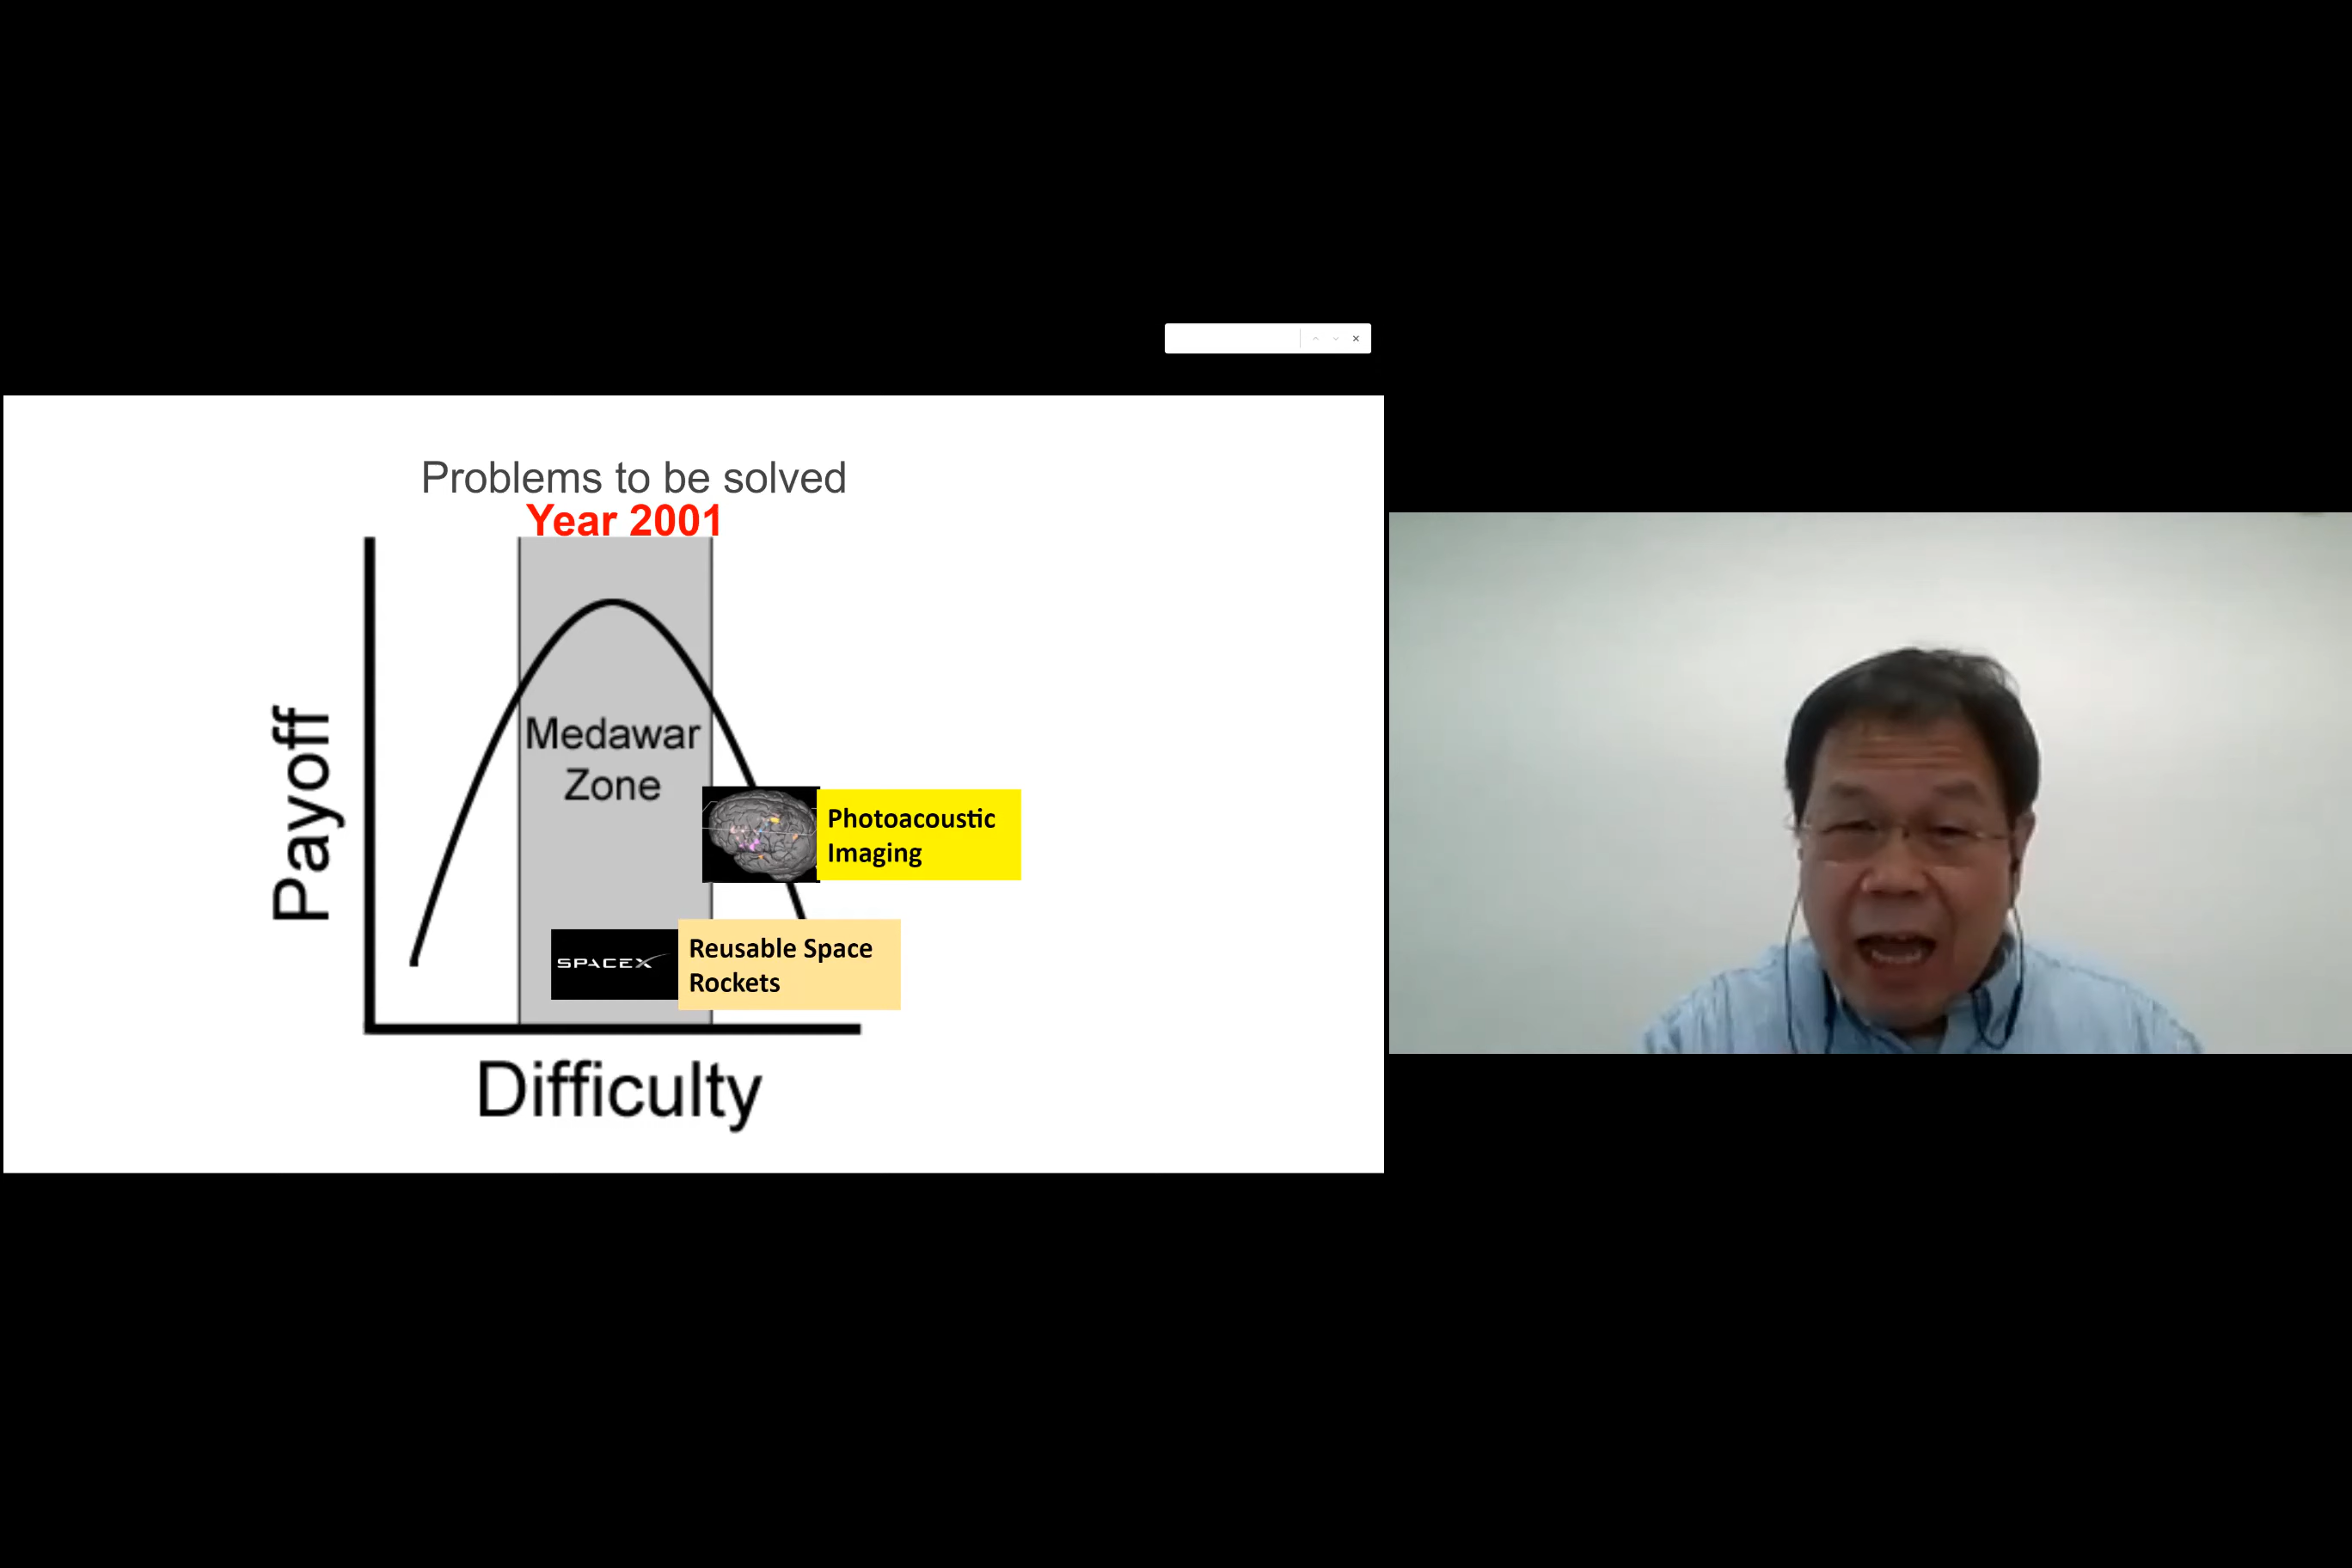 Problems to be solved
Year 2001
Payoff
Medawar
Zone
Photoacoustic
Imaging
SPACEX
Reusable Space
Rockets
Difficulty